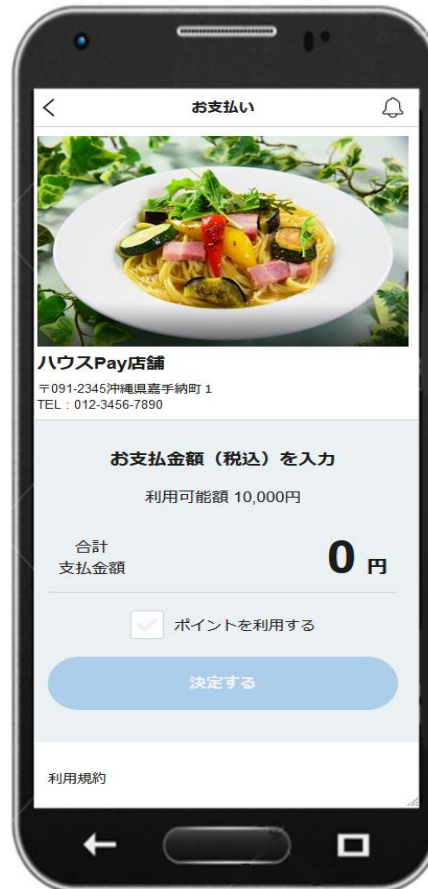 お支払い
ハウスPay店舗
〒091-2345沖縄県嘉手納町 1
TEL : 012-3456-7890
お支払金額（税込）を入力
利用可能額 10,000円
合計
支払金額
0 円
ポイントを利用する
決定する
利用規約